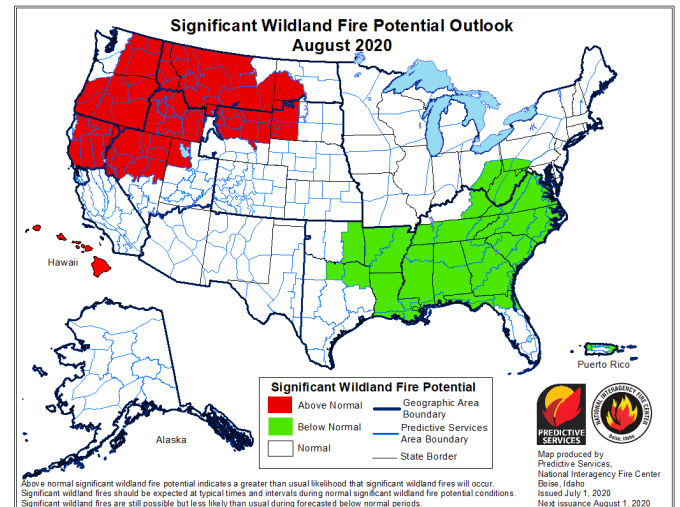 Significant Wildland Fire Potential Outlook
August 2020
Hawaii
Alaska
Puerto Rico
Significant Wildland Fire Potential
Above Normal
Below Normal
Normal
Geographic Area
Boundary
Predictive Services
Area Boundary
State Border
PREDICTIVE
SERVICES
NATIONAL INTERAGENCY FIRE CENTER
Boise, Idaho
Map produced by
Predictive Services,
National Interagency Fire Center
Boise, Idaho
Issued July 1, 2020
Next issuance August 1, 2020
Above normal significant wildland fire potential indicates a greater than usual likelihood that significant wildland fires will occur.
Significant wildland fires should be expected at typical times and intervals during normal significant wildland fire potential conditions.
Significant wildland fires are still possible but less likely than usual during forecasted below normal periods.